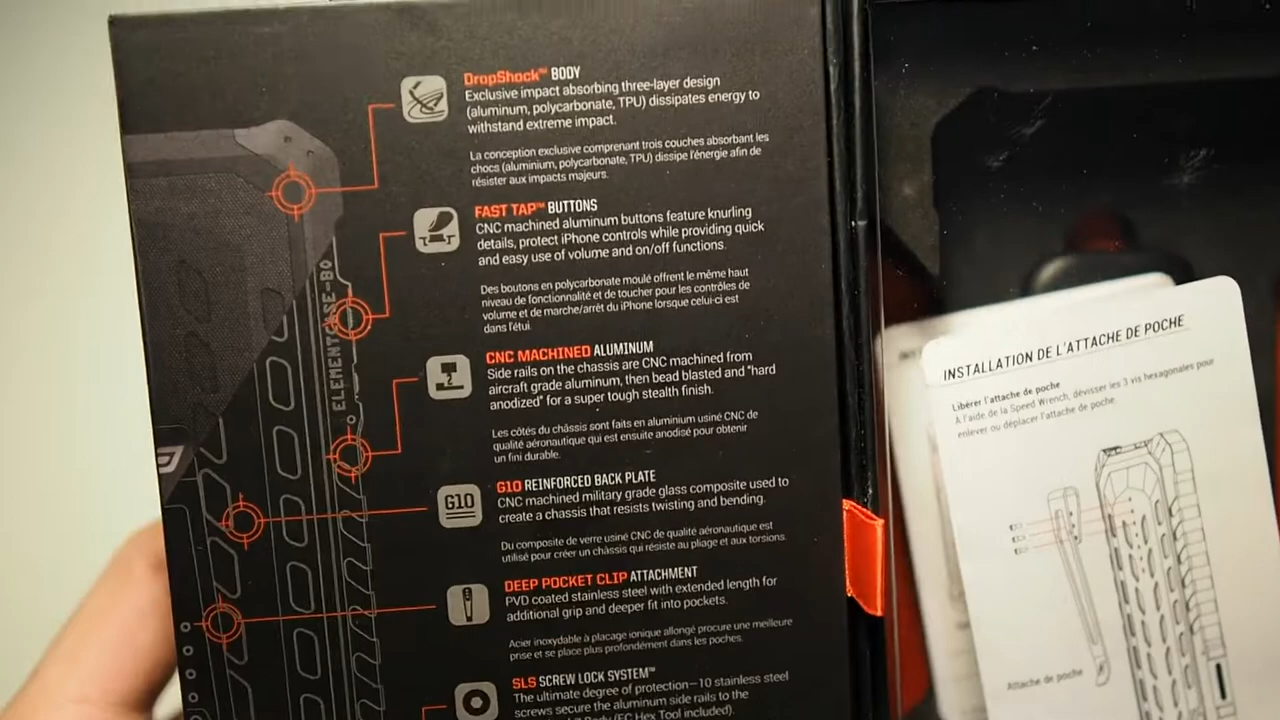 DropShock™ BODY
Exclusive impact absorbing three-layer design
(aluminum, polycarbonate, TPU) dissipates energy to
withstand extreme impact.
La conception exclusive comprenant trois couches absorbant les
chocs (aluminium, polycarbonate, TPU) dissipe l'énergie afin de
résister aux impacts majeurs.
FAST TAP™ BUTTONS
CNC machined aluminum buttons feature knurling
details, protect iPhone controls while providing quick
and easy use of volume and on/off functions.
Des boutons en polycarbonate moulé offrent le même haut
niveau de fonctionnalité et de toucher pour les contrôles de
volume et de marche/arrêt du iPhone lorsque celui-ci est
dans l'étui.
CNC MACHINED ALUMINUM
Side rails on the chassis are CNC machined from
aircraft grade aluminum, then bead blasted and "hard
anodized" for a super tough stealth finish.
Les côtés du châssis sont faits en aluminium usiné CNC de
qualité aéronautique qui est ensuite anodisé pour obtenir
un fini durable.
G10
G10 REINFORCED BACK PLATE
CNC machined military grade glass composite used to
create a chassis that resists twisting and bending.
Du composite de verre usiné CNC de qualité aéronautique est
utilisé pour créer un châssis qui résiste au pliage et aux torsions.
DEEP POCKET CLIP ATTACHMENT
PVD coated stainless steel with extended length for
additional grip and deeper fit into pockets.
Acier inoxydable à placage ionique allongé procure une meilleure
prise et se place plus profondément dans les poches.
SLS SCREW LOCK SYSTEM™
The ultimate degree of protection–10 stainless steel
screws secure the aluminum side rails to the
Body (EC Hex Tool included).
ELEMENTCASE-BO
INSTALLATION DE L'ATTACHE DE POCHE
Libérer l'attache de poche
À l'aide de la Speed Wrench, dévisser les 3 vis hexagonales pour
enlever ou déplacer l'attache de poche.
Attache de poche